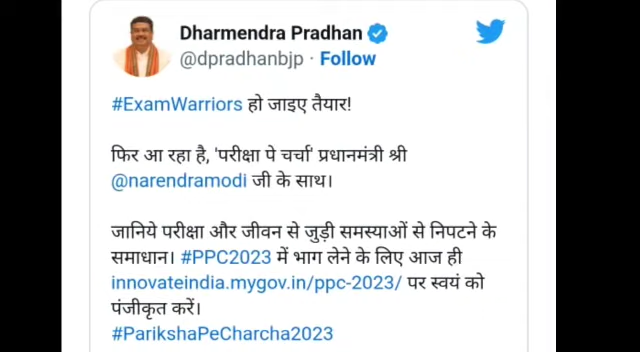 Dharmendra Pradhan
@dpradhanbjp · Follow
#ExamWarriors हो जाइए तैयार!
फिर आ रहा है, 'परीक्षा पे चर्चा' प्रधानमंत्री श्री
@narendramodi जी के साथ।
जानिये परीक्षा और जीवन से जुड़ी समस्याओं से निपटने के
समाधान। #PPC2023 में भाग लेने के लिए आज ही
innovateindia.mygov.in/ppc-2023/ पर स्वयं को
पंजीकृत करें।
#ParikshaPeCharcha2023